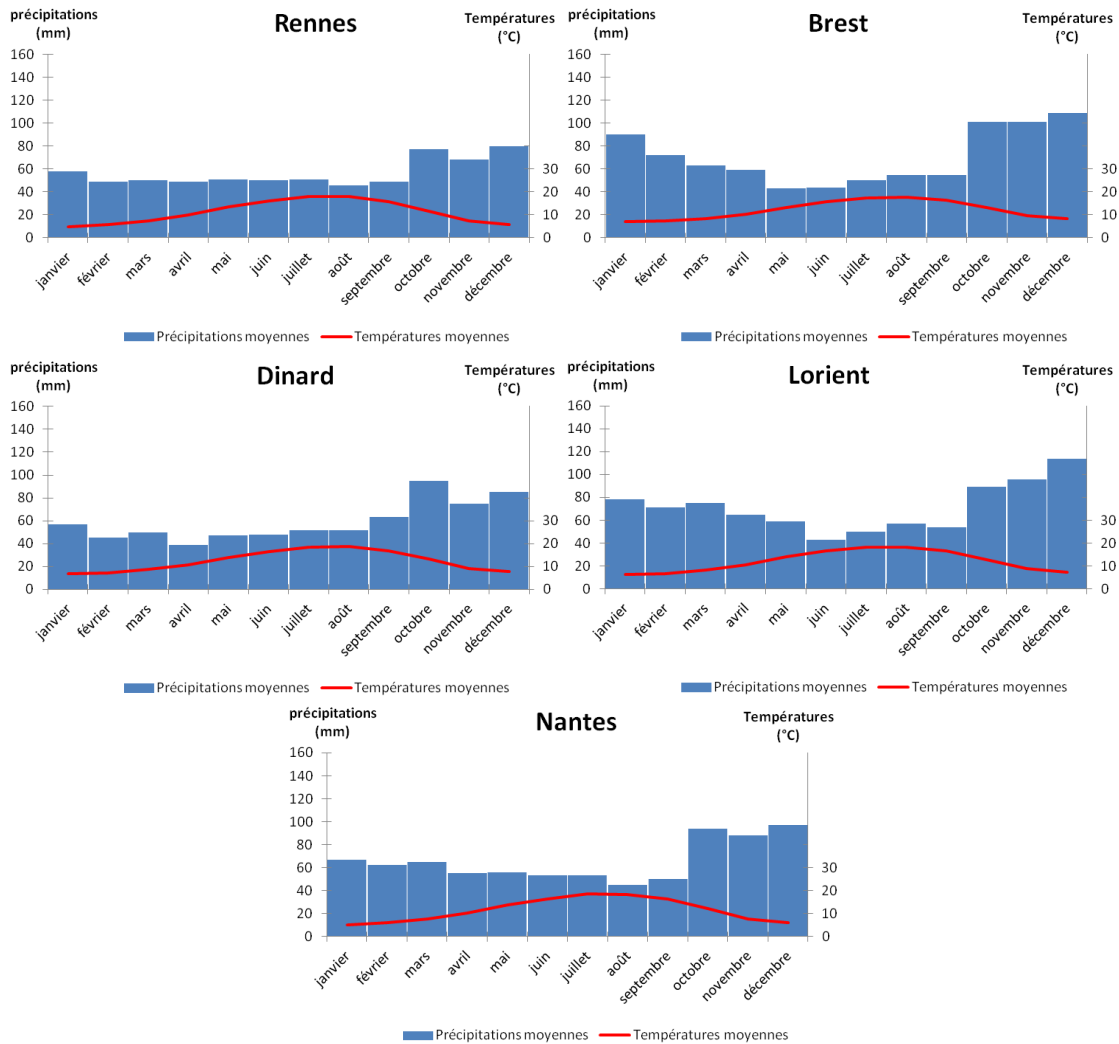 précipitations
(mm)
Rennes
Températures
(°C)
160
140
120
100
80
60
40
20
0
30
20
10
0
janvier
février
mars
avril
mai
juin
juillet
août
septembre
octobre
novembre
décembre
Précipitations moyennes
Températures moyennes
précipitations
(mm)
Brest
Températures
(°C)
160
140
120
100
80
60
40
20
0
30
20
10
0
janvier
février
mars
avril
mai
juin
juillet
août
septembre
octobre
novembre
décembre
Précipitations moyennes
Températures moyennes
précipitations
(mm)
Dinard
Températures
(°C)
160
140
120
100
80
60
40
20
0
30
20
10
0
janvier
février
mars
avril
mai
juin
juillet
août
septembre
octobre
novembre
décembre
Précipitations moyennes
Températures moyennes
précipitations
(mm)
Lorient
Températures
(°C)
160
140
120
100
80
60
40
20
0
30
20
10
0
janvier
février
mars
avril
mai
juin
juillet
août
septembre
octobre
novembre
décembre
Précipitations moyennes
Températures moyennes
précipitations
(mm)
Nantes
Températures
(°C)
160
140
120
100
80
60
40
20
0
30
20
10
0
janvier
février
mars
avril
mai
juin
juillet
août
septembre
octobre
novembre
décembre
Précipitations moyennes
Températures moyennes